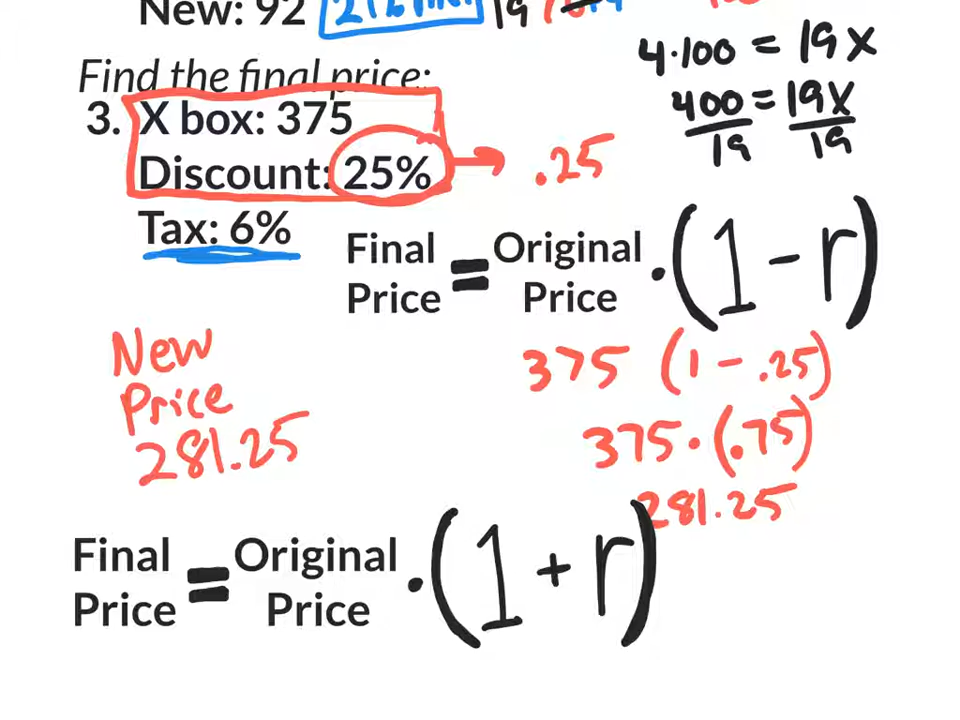 New: 92
19
4·100 = 19x
Find the final price:
400 = 19x
19 19
3. X box: 375
Discount: 25% → .25
Tax: 6%
Final Price = Original Price · (1 - r)
New
Price
281.25
375 (1 - .25)
375 · (.75)
281.25
Final Price = Original Price · (1 + r)